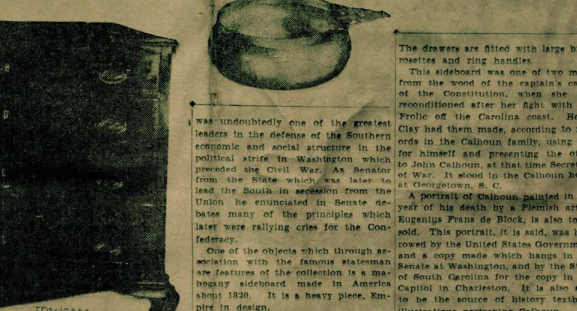 was undoubtedly one of the greatest
leaders in the defense of the Southern
economic and social structure in the
political strife in Washington which
preceded the Civil War. As Senator
from the State which was later to
lead the South in secession from the
Union he enunciated in Senate de-
bates many of the principles which
later were rallying cries for the Con-
federacy.
One of the objects which through as-
sociation with the famous statesman
are features of the collection is a ma-
hogany sideboard made in America
about 1820. It is a heavy piece, Em-
pire in design.
The drawers are fitted with large b
rosettes and ring handles.
This sideboard was one of two m
from the wood of the captain's ca
of the Constitution, when she
reconditioned after her fight with
Frolic off the Carolina coast. He
Clay had them made, according to
ords in the Calhoun family, using
for himself and presenting the o
to John Calhoun, at that time Secre
of War. It stood in the Calhoun h
at Georgetown, S. C.
A portrait of Calhoun painted in
year of his death by a Flemish art
Eugenius Frans de Block, is also to
sold. This portrait, it is said, was b
rowed by the United States Governm
and a copy made which hangs in
Senate at Washington, and by the S
of South Carolina for the copy in
Capitol in Charleston. It is also
to be the source of history textb